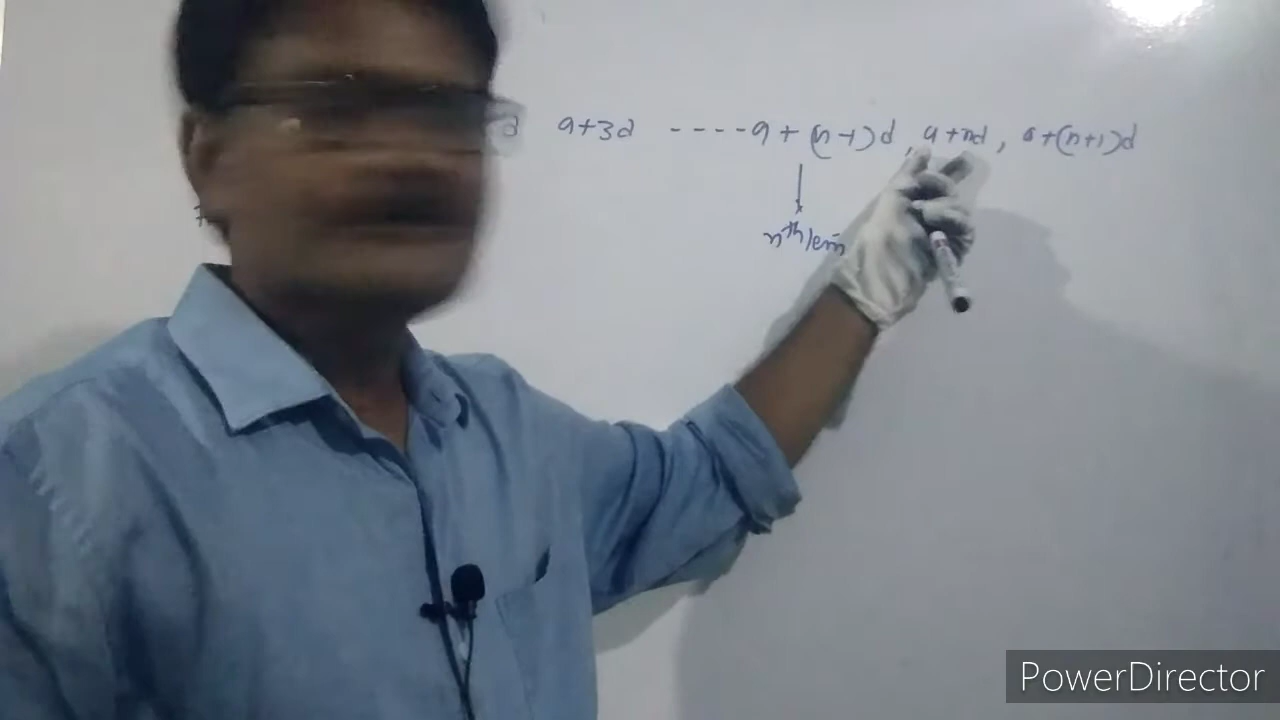 d a+3d ----a+(n-1)d, a+nd, a+(n+1)d
nth term
PowerDirector